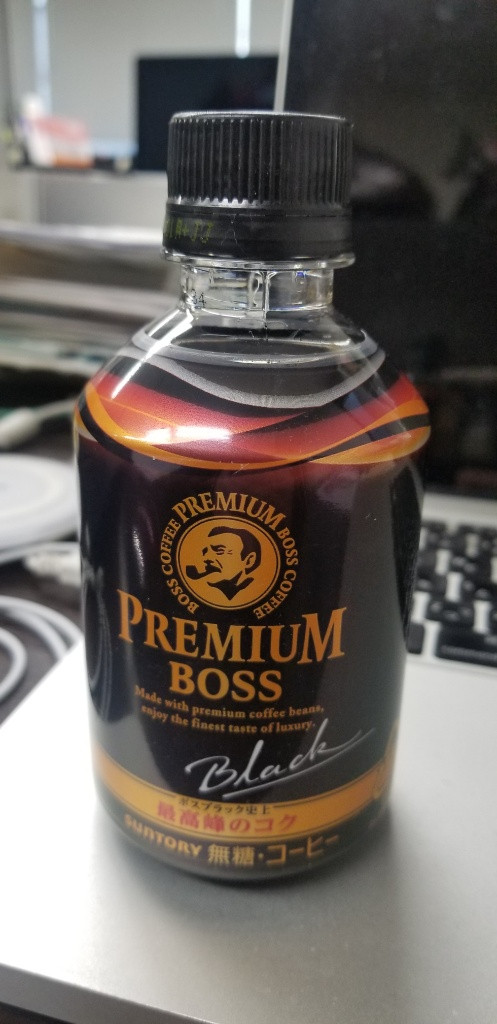 PREMIUM
BOSS COFFEE
BOSS COFFEE
PREMIUM
BOSS
Made with premium coffee beans,
enjoy the finest taste of luxury.
Black
ボスブラック史上
最高峰のコク
SUNTORY 無糖・コーヒー